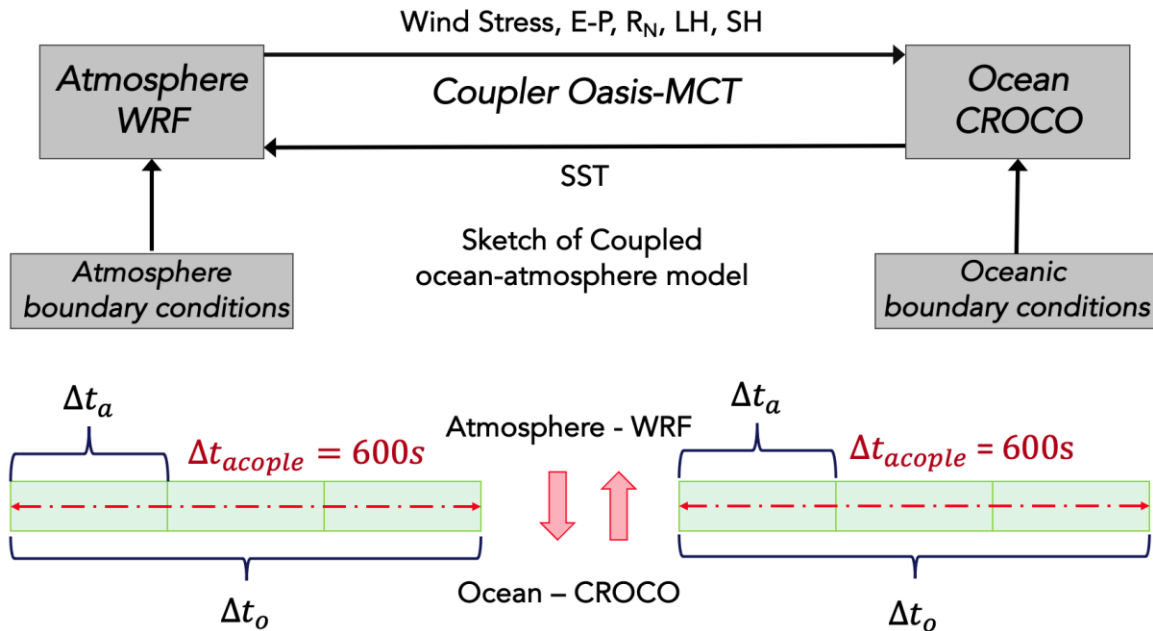 Wind Stress, E-P, R_N, LH, SH
Atmosphere
WRF
Coupler Oasis-MCT
Ocean
CROCO
SST
Sketch of Coupled
ocean-atmosphere model
Atmosphere
boundary conditions
Oceanic
boundary conditions
Δt_a
Δt_acople = 600s
Δt_o
Atmosphere - WRF
Ocean – CROCO
Δt_a
Δt_acople = 600s
Δt_o